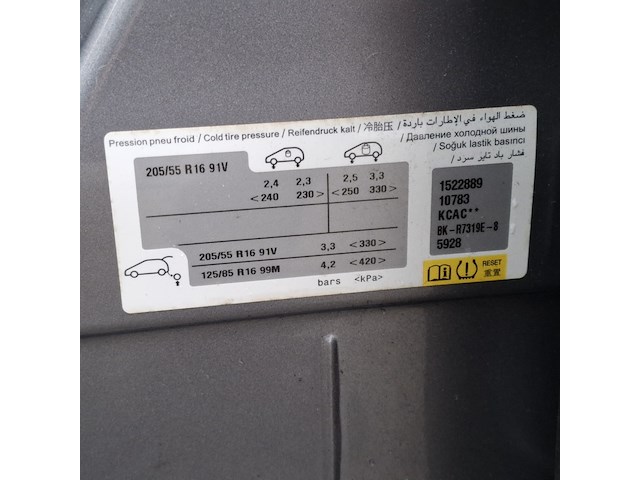 Pression pneu froid / Cold tire pressure / Reifendruck kalt / 冷胎压 / ضغط الهواء في الإطارات باردة
/ Давление холодной шины
/ Soğuk lastik basıncı
/ فشار باد تایر سرد
205/55 R16 91V
2,4 2,3 2,5 3,3
<240 230> <250 330>
205/55 R16 91V 3,3 <330>
125/85 R16 99M 4,2 <420>
bars <kPa>
1522889
10783
KCAC**
BK-R7319E-8
5928
RESET
重置